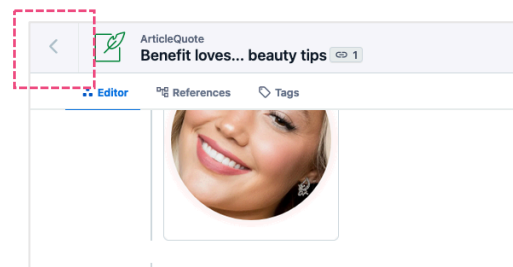 ArticleQuote
Benefit loves... beauty tips 1
Editor References Tags